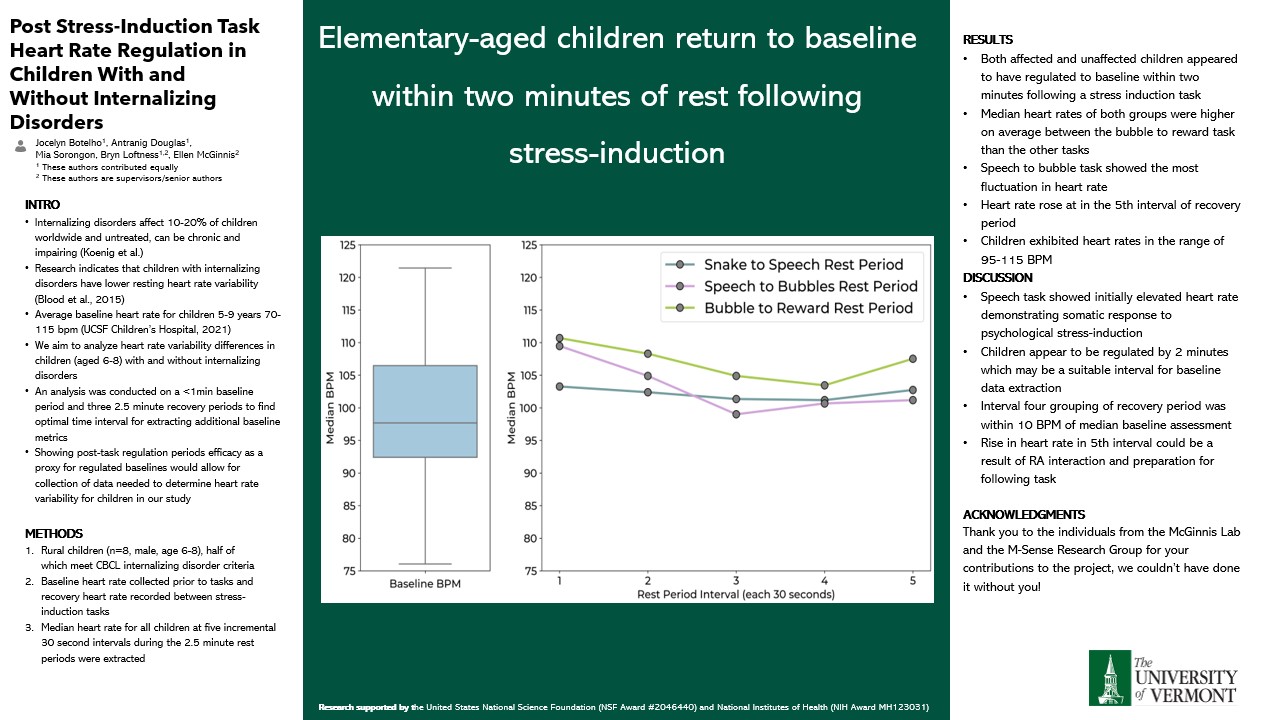 Post Stress-Induction Task
Heart Rate Regulation in
Children With and
Without Internalizing
Disorders
Jocelyn Botelho¹, Antranig Douglas¹,
Mia Sorongon, Bryn Loftness¹,², Ellen McGinnis²
¹ These authors contributed equally
² These authors are supervisors/senior authors
INTRO
• Internalizing disorders affect 10-20% of children
worldwide and untreated, can be chronic and
impairing (Koenig et al.)
• Research indicates that children with internalizing
disorders have lower resting heart rate variability
(Blood et al., 2015)
• Average baseline heart rate for children 5-9 years 70-
115 bpm (UCSF Children's Hospital, 2021)
• We aim to analyze heart rate variability differences in
children (aged 6-8) with and without internalizing
disorders
• An analysis was conducted on a <1min baseline
period and three 2.5 minute recovery periods to find
optimal time interval for extracting additional baseline
metrics
• Showing post-task regulation periods efficacy as a
proxy for regulated baselines would allow for
collection of data needed to determine heart rate
variability for children in our study
METHODS
1. Rural children (n=8, male, age 6-8), half of
which meet CBCL internalizing disorder criteria
2. Baseline heart rate collected prior to tasks and
recovery heart rate recorded between stress-
induction tasks
3. Median heart rate for all children at five incremental
30 second intervals during the 2.5 minute rest
periods were extracted
Elementary-aged children return to baseline
within two minutes of rest following
stress-induction
Median BPM
125
120
115
110
105
100
95
90
85
80
75
Baseline BPM
Median BPM
125
120
115
110
105
100
95
90
85
80
75
Snake to Speech Rest Period
Speech to Bubbles Rest Period
Bubble to Reward Rest Period
1 2 3 4 5
Rest Period Interval (each 30 seconds)
Research supported by the United States National Science Foundation (NSF Award #2046440) and National Institutes of Health (NIH Award MH123031)
RESULTS
• Both affected and unaffected children appeared
to have regulated to baseline within two
minutes following a stress induction task
• Median heart rates of both groups were higher
on average between the bubble to reward task
than the other tasks
• Speech to bubble task showed the most
fluctuation in heart rate
• Heart rate rose at in the 5th interval of recovery
period
• Children exhibited heart rates in the range of
95-115 BPM
DISCUSSION
• Speech task showed initially elevated heart rate
demonstrating somatic response to
psychological stress-induction
• Children appear to be regulated by 2 minutes
which may be a suitable interval for baseline
data extraction
• Interval four grouping of recovery period was
within 10 BPM of median baseline assessment
• Rise in heart rate in 5th interval could be a
result of RA interaction and preparation for
following task
ACKNOWLEDGMENTS
Thank you to the individuals from the McGinnis Lab
and the M-Sense Research Group for your
contributions to the project, we couldn't have done
it without you!
The
UNIVERSITY
of VERMONT